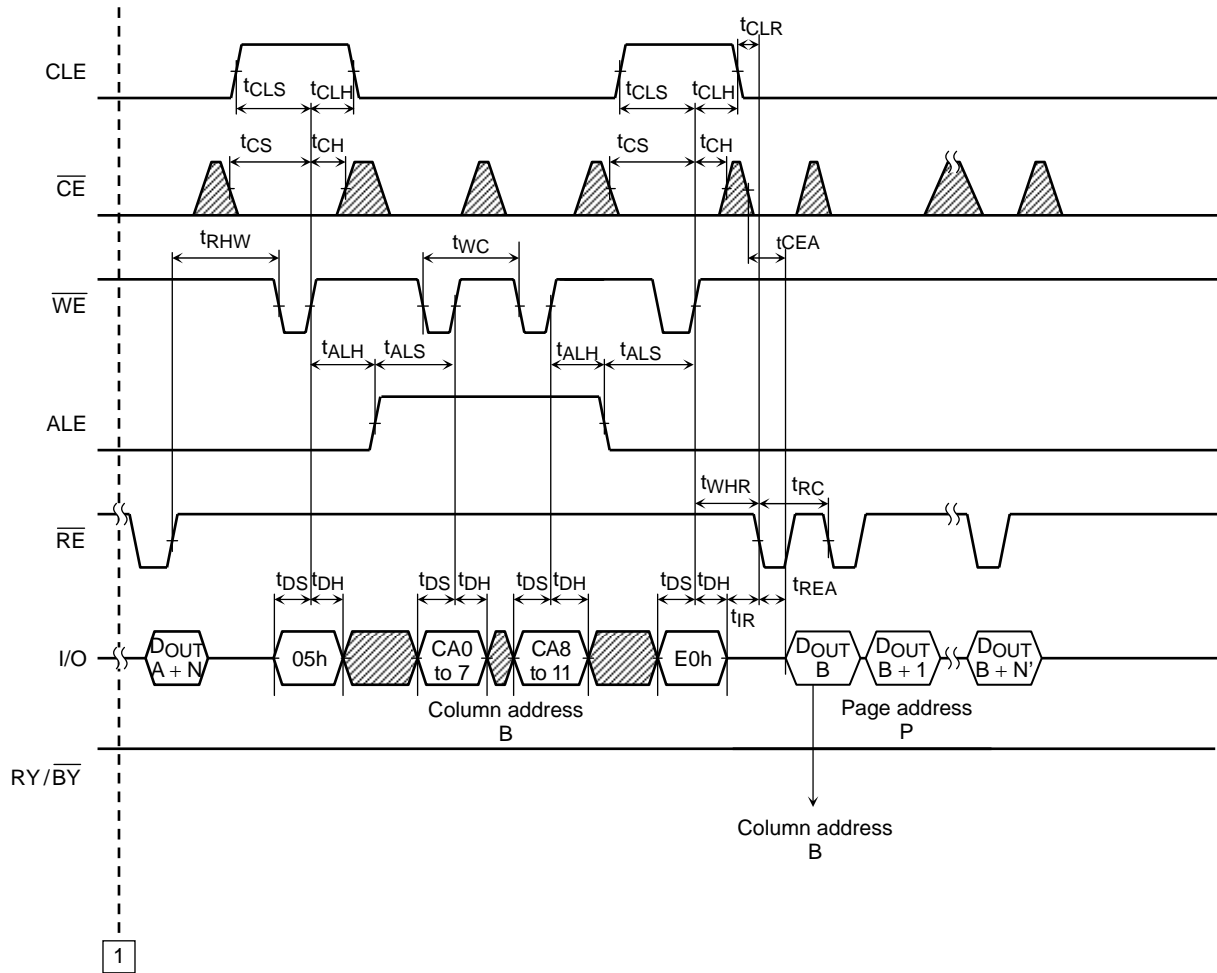 tCLR
CLE
tCLS tCLH tCLS tCLH
tCS tCH tCS tCH
CE
tRHW tWC tCEA
WE
tALH tALS tALH tALS
ALE
tWHR tRC
RE
tDS tDH tDS tDH tDS tDH tDS tDH tREA
tIR
I/O
DOUT
A + N
05h
CA0
to 7
CA8
to 11
E0h
DOUT
B
DOUT
B + 1
DOUT
B + N’
Column address
B
Page address
P
RY/BY
Column address
B
1